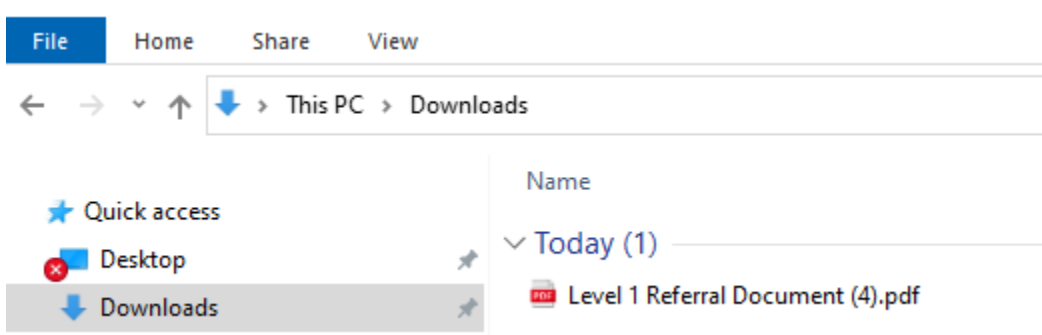 File Home Share View
This PC > Downloads
Name
Quick access
Today (1)
Desktop
Level 1 Referral Document (4).pdf
Downloads